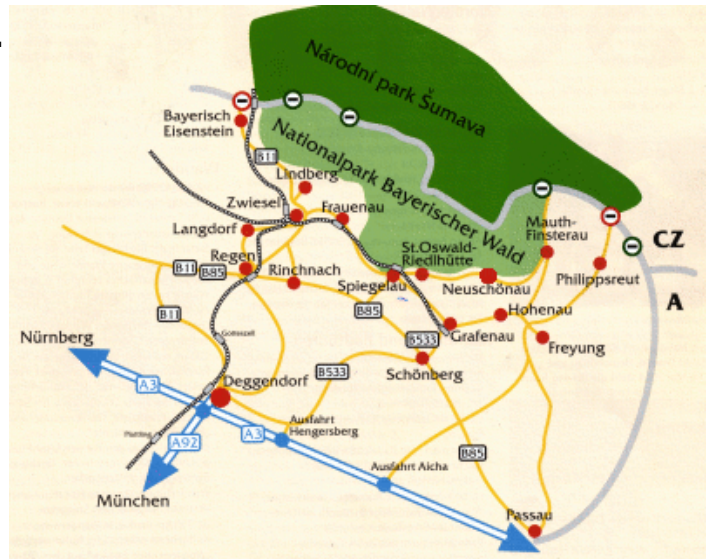 Národní park Šumava
Nationalpark Bayerischer Wald
Bayerisch
Eisenstein
B11
Lindberg
Zwiesel
Frauenau
Langdorf
Mauth-
Finsterau
CZ
St.Oswald-
Riedlhütte
Regen
B11
B85
Rinchnach
Spiegelau
Neuschönau
Philippsreut
A
B11
B85
Hohenau
Gotteszell
B533
Grafenau
Freyung
Nürnberg
Schönberg
B533
Deggendorf
A3
Ausfahrt
Hengersberg
Plattling
A92
A3
B85
Ausfahrt Aicha
München
Passau